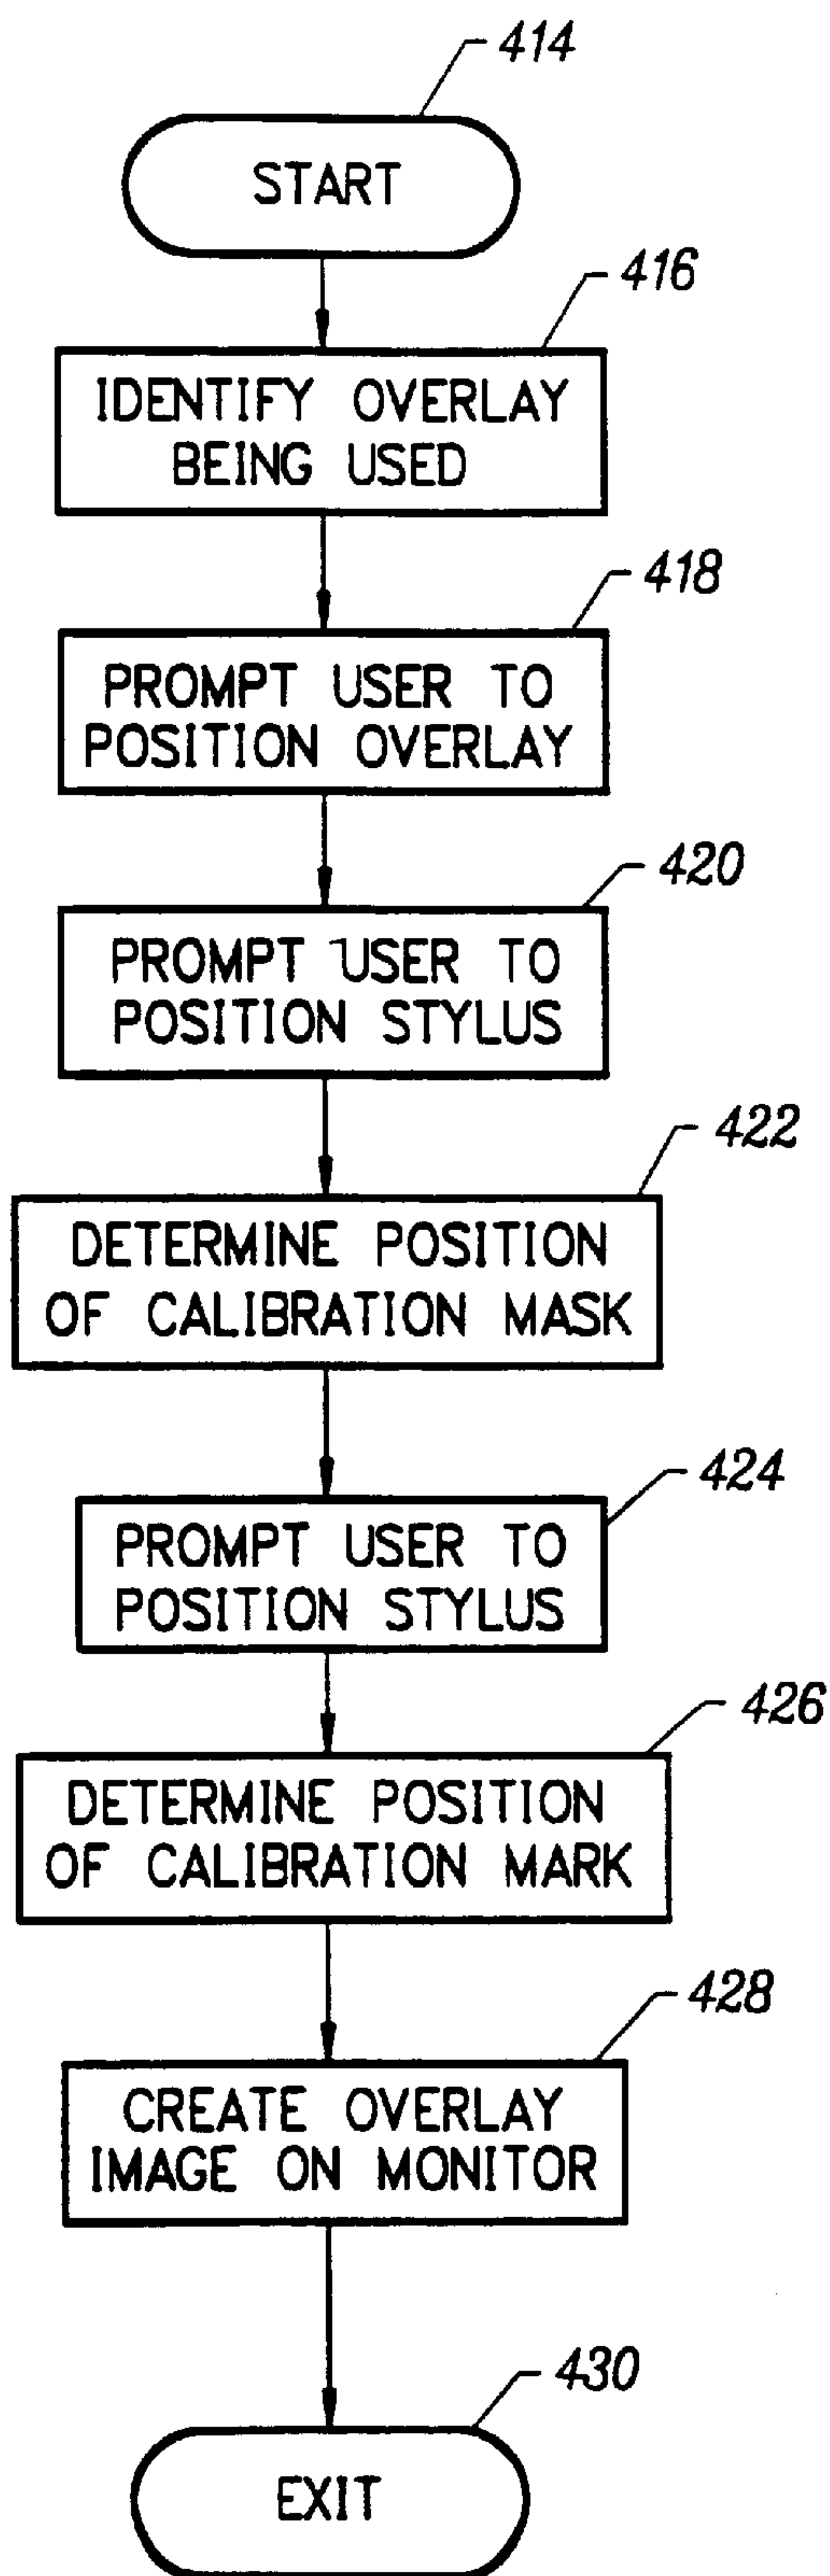 414
START
416
IDENTIFY OVERLAY
BEING USED
418
PROMPT USER TO
POSITION OVERLAY
420
PROMPT USER TO
POSITION STYLUS
422
DETERMINE POSITION
OF CALIBRATION MASK
424
PROMPT USER TO
POSITION STYLUS
426
DETERMINE POSITION
OF CALIBRATION MARK
428
CREATE OVERLAY
IMAGE ON MONITOR
430
EXIT